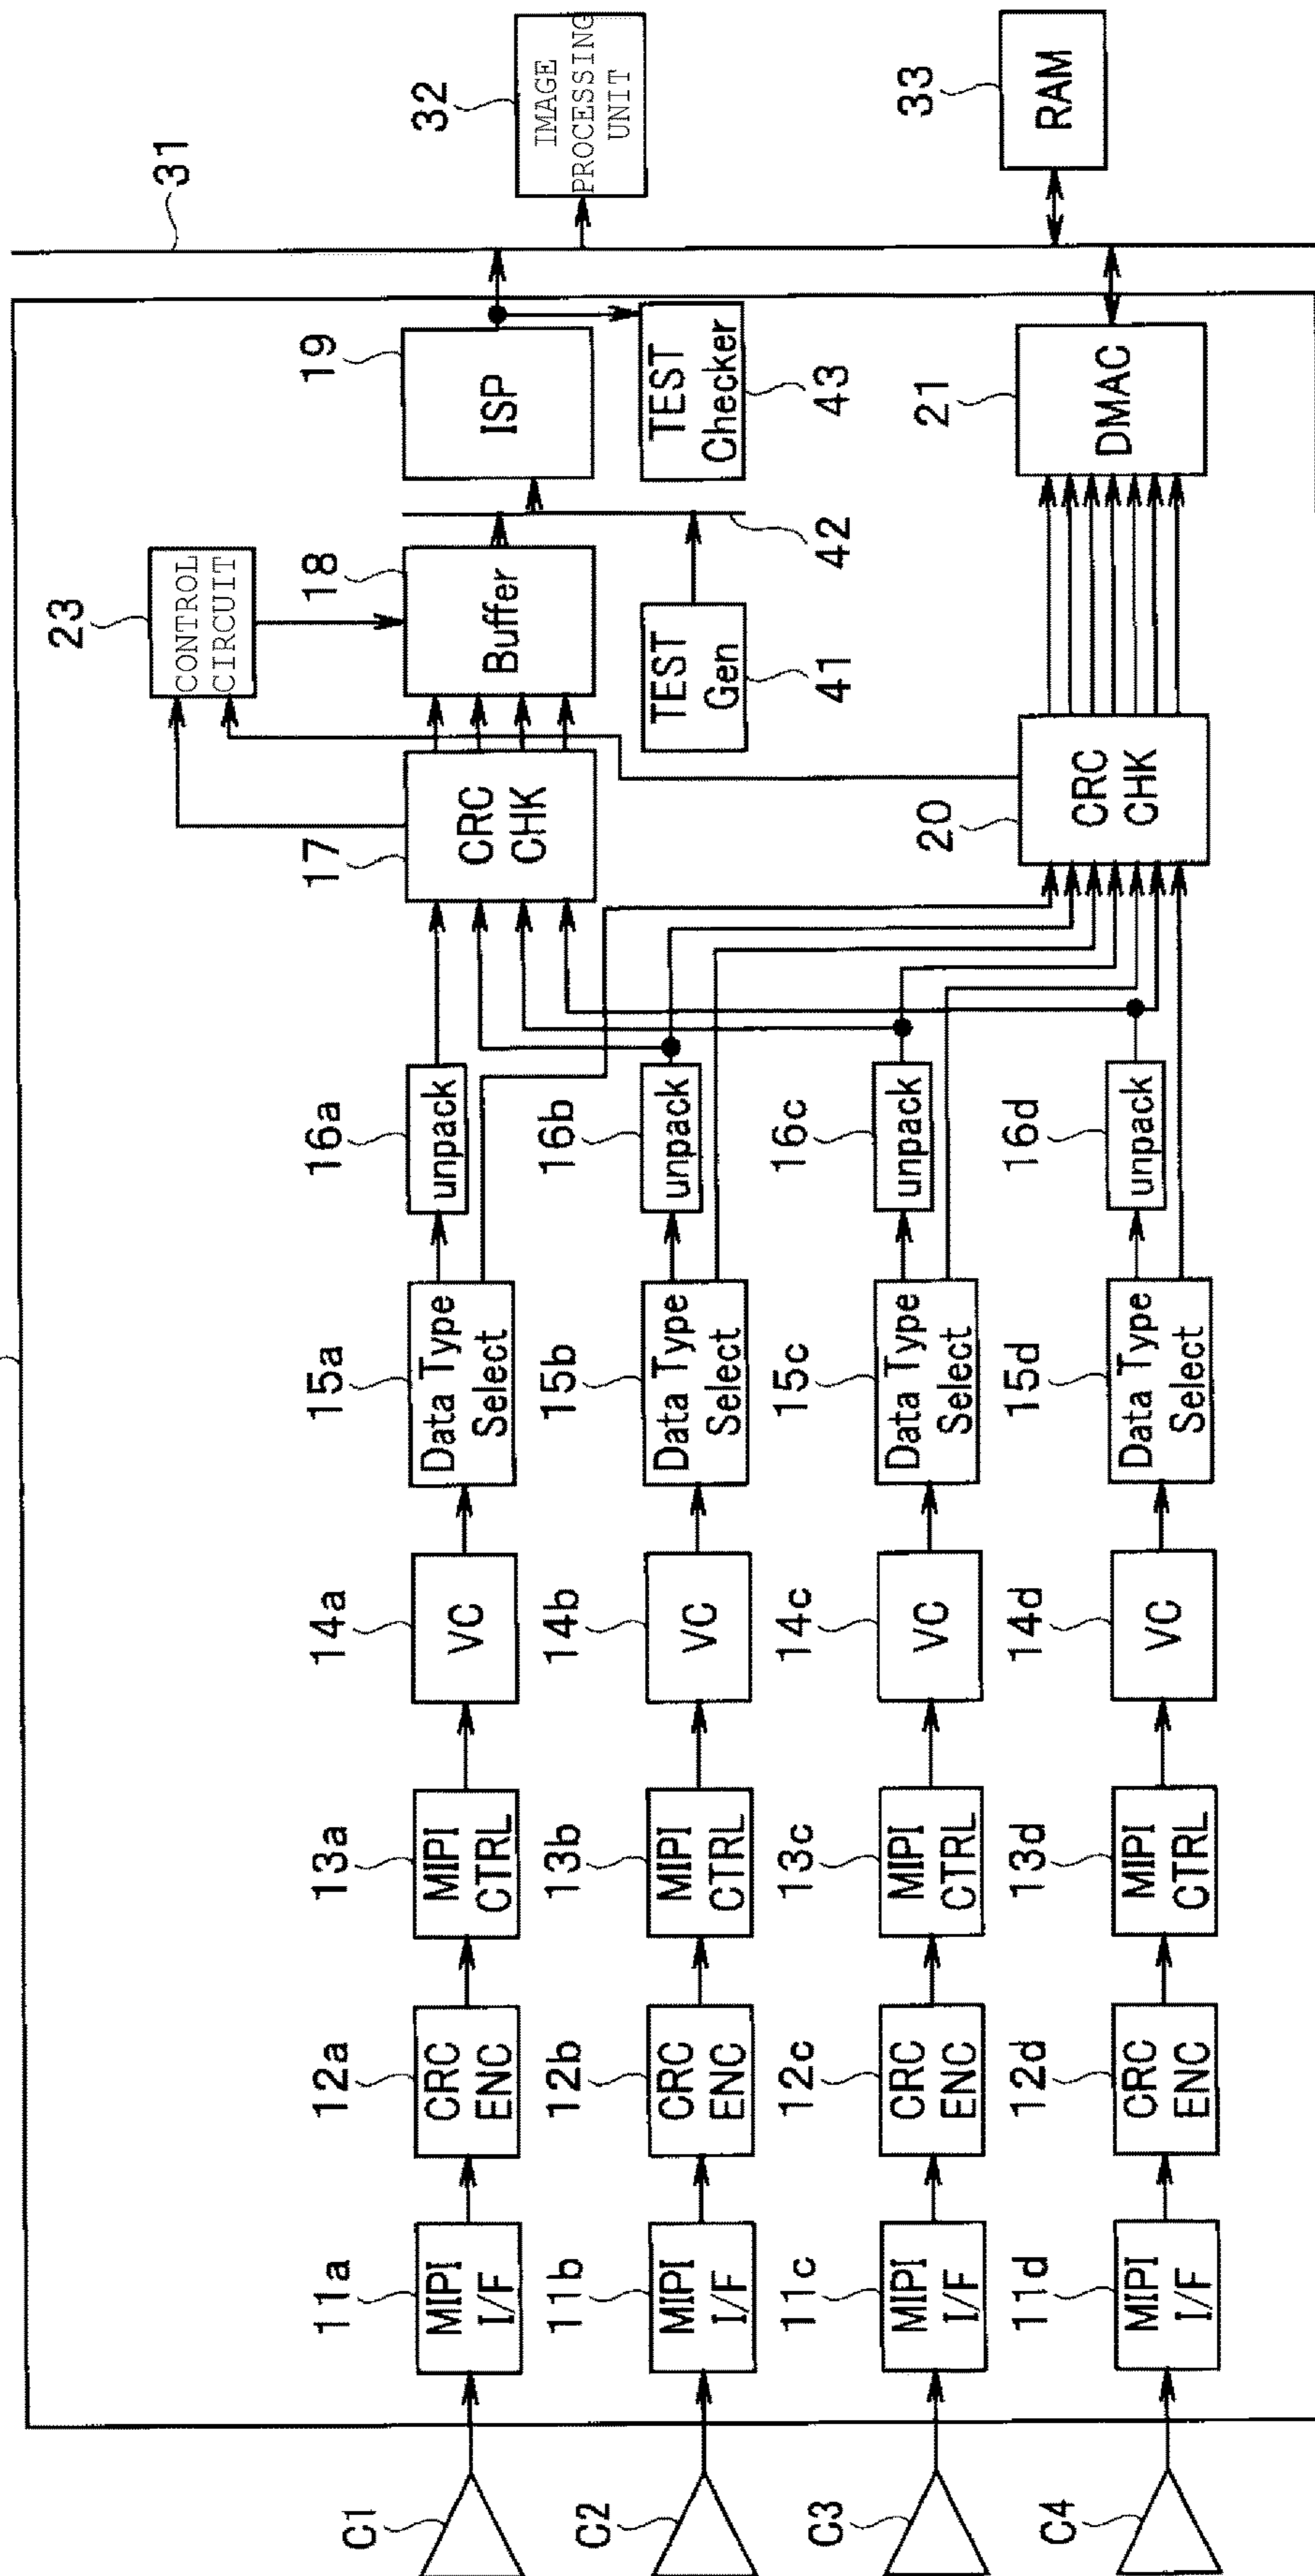 C1
11a
MIPI
I/F
12a
CRC
ENC
13a
MIPI
CTRL
14a
VC
15a
Data Type
Select
16a
unpack
17
CRC
CHK
23
CONTROL
CIRCUIT
18
Buffer
19
ISP
31
32
IMAGE
PROCESSING
UNIT
C2
11b
MIPI
I/F
12b
CRC
ENC
13b
MIPI
CTRL
14b
VC
15b
Data Type
Select
16b
unpack
TEST
Gen
41
42
TEST
Checker
43
C3
11c
MIPI
I/F
12c
CRC
ENC
13c
MIPI
CTRL
14c
VC
15c
Data Type
Select
16c
unpack
C4
11d
MIPI
I/F
12d
CRC
ENC
13d
MIPI
CTRL
14d
VC
15d
Data Type
Select
16d
unpack
20
CRC
CHK
21
DMAC
33
RAM